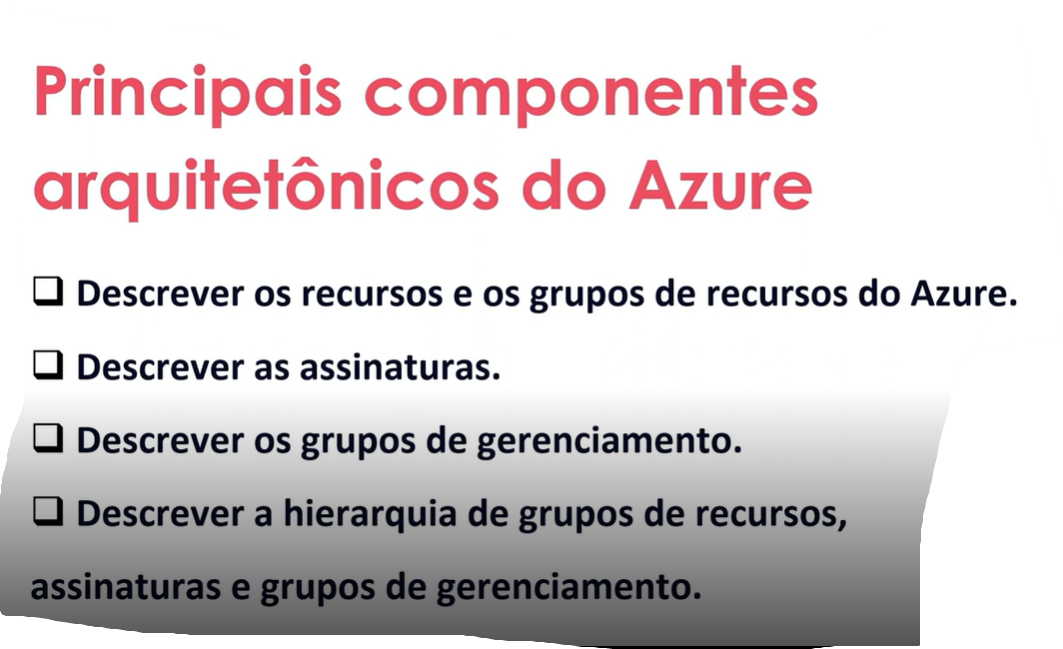 Principais componentes
arquitetônicos do Azure
❑ Descrever os recursos e os grupos de recursos do Azure.
❑ Descrever as assinaturas.
❑ Descrever os grupos de gerenciamento.
❑ Descrever a hierarquia de grupos de recursos,
assinaturas e grupos de gerenciamento.